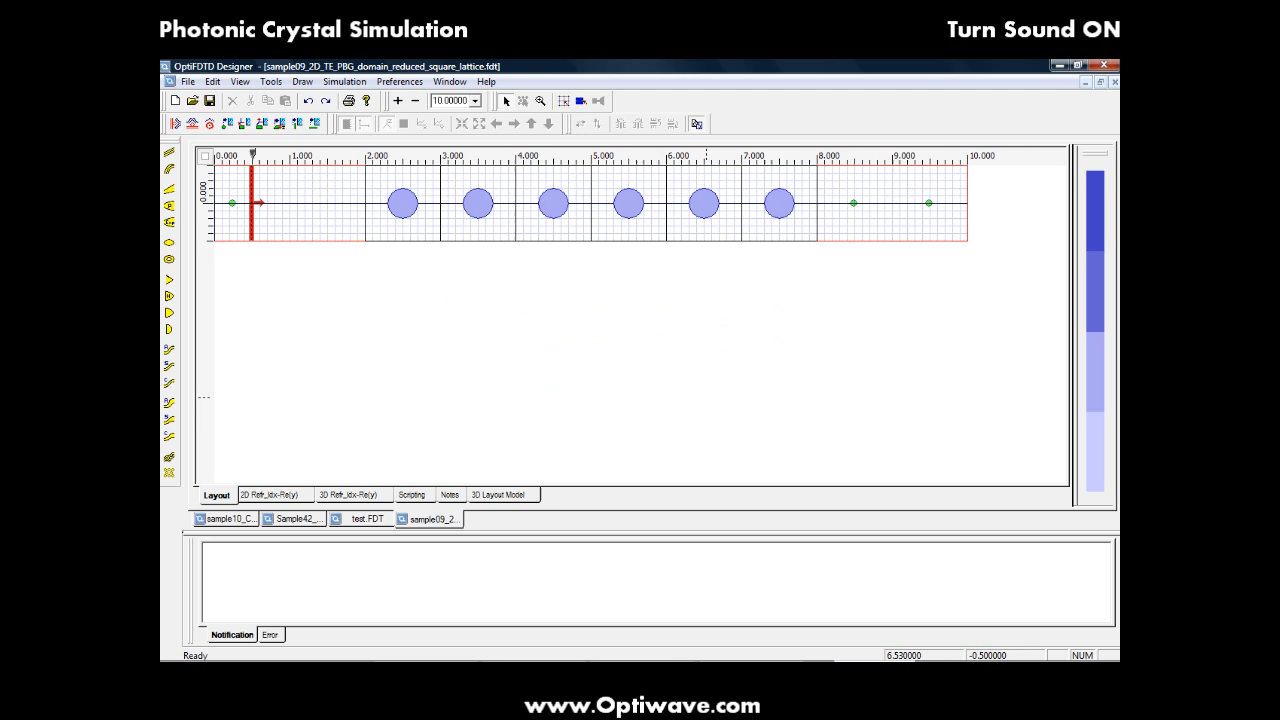 Photonic Crystal Simulation
Turn Sound ON
OptiFDTD Designer - [sample09_2D_TE_PBG_domain_reduced_square_lattice.fdt]
File Edit View Tools Draw Simulation Preferences Window Help
10.00000
0.000 1.000 2.000 3.000 4.000 5.000 6.000 7.000 8.000 9.000 10.000
0.000
Layout 2D Refr_Idx-Re(y) 3D Refr_Idx-Re(y) Scripting Notes 3D Layout Model
sample10_C... Sample42_... test.FDT sample09_2...
Notification Error
Ready 6.530000 -0.500000 NUM
www.Optiwave.com